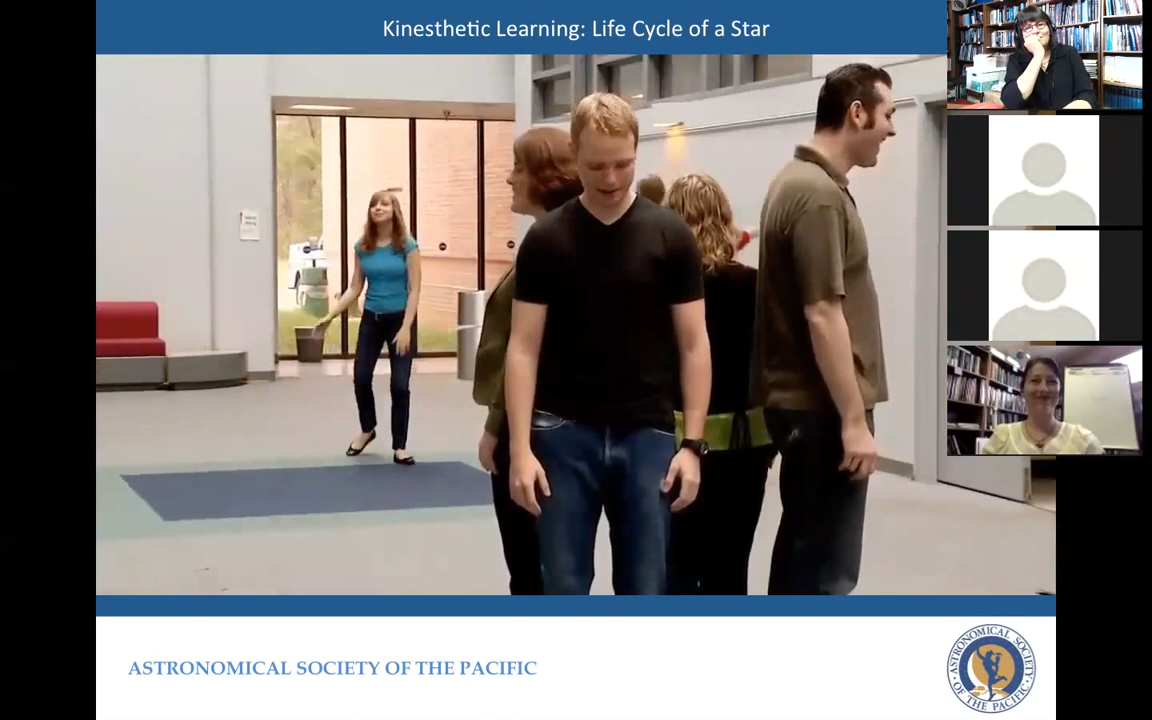 Kinesthetic Learning: Life Cycle of a Star
ASTRONOMICAL SOCIETY OF THE PACIFIC
ASTRONOMICAL SOCIETY
OF THE PACIFIC